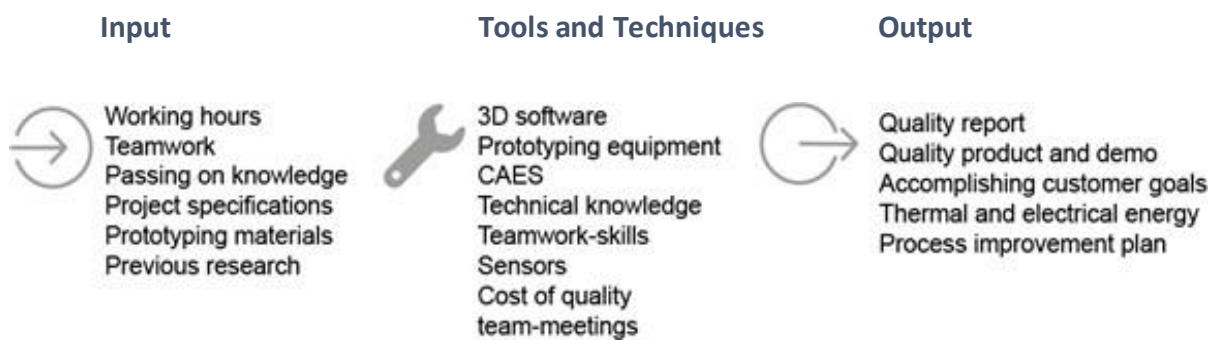 Input
Working hours
Teamwork
Passing on knowledge
Project specifications
Prototyping materials
Previous research
Tools and Techniques
3D software
Prototyping equipment
CAES
Technical knowledge
Teamwork-skills
Sensors
Cost of quality
team-meetings
Output
Quality report
Quality product and demo
Accomplishing customer goals
Thermal and electrical energy
Process improvement plan